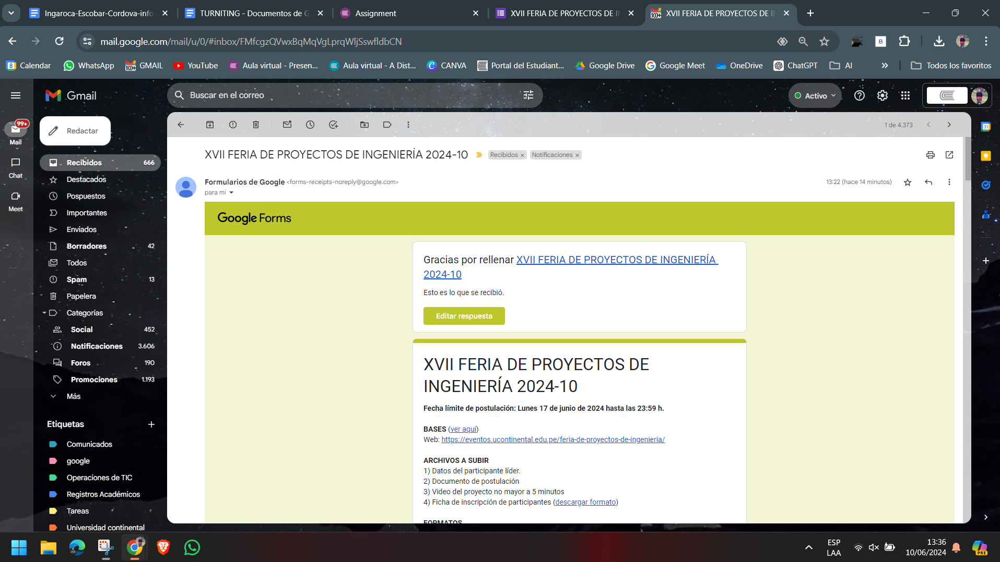 Ingaroca-Escobar-Cordova-info
TURNITING - Documentos de G
Assignment
XVII FERIA DE PROYECTOS DE II
XVII FERIA DE PROYECTOS DE II
mail.google.com/mail/u/0/#inbox/FMfcgzQVwxBqMqVgLprqWljSswfldbCN
Calendar
WhatsApp
GMAIL
YouTube
Aula virtual - Presen...
Aula virtual - A Dist...
CANVA
Portal del Estudiant...
Google Drive
Google Meet
OneDrive
ChatGPT
AI
Todos los favoritos
Gmail
Buscar en el correo
Activo
99+
Mail
Chat
Meet
Redactar
Recibidos 666
Destacados
Pospuestos
Importantes
Enviados
Borradores 42
Todos
Spam 13
Papelera
Categorías
Social 452
Notificaciones 3.606
Foros 190
Promociones 1.193
Más
Etiquetas
Comunicados
google
Operaciones de TIC
Registros Académicos
Tareas
Universidad continental
1 de 4.373
XVII FERIA DE PROYECTOS DE INGENIERÍA 2024-10
Recibidos x
Notificaciones x
Formularios de Google <forms-receipts-noreply@google.com>
13:22 (hace 14 minutos)
para mí
Google Forms
Gracias por rellenar XVII FERIA DE PROYECTOS DE INGENIERÍA
2024-10
Esto es lo que se recibió.
Editar respuesta
XVII FERIA DE PROYECTOS DE
INGENIERÍA 2024-10
Fecha límite de postulación: Lunes 17 de junio de 2024 hasta las 23:59 h.
BASES (ver aquí)
Web: https://eventos.ucontinental.edu.pe/feria-de-proyectos-de-ingenieria/
ARCHIVOS A SUBIR
1) Datos del participante líder.
2) Documento de postulación
3) Video del proyecto no mayor a 5 minutos
4) Ficha de inscripción de participantes (descargar formato)
FORMATOS
ESP
LAA
13:36
10/06/2024
PRE